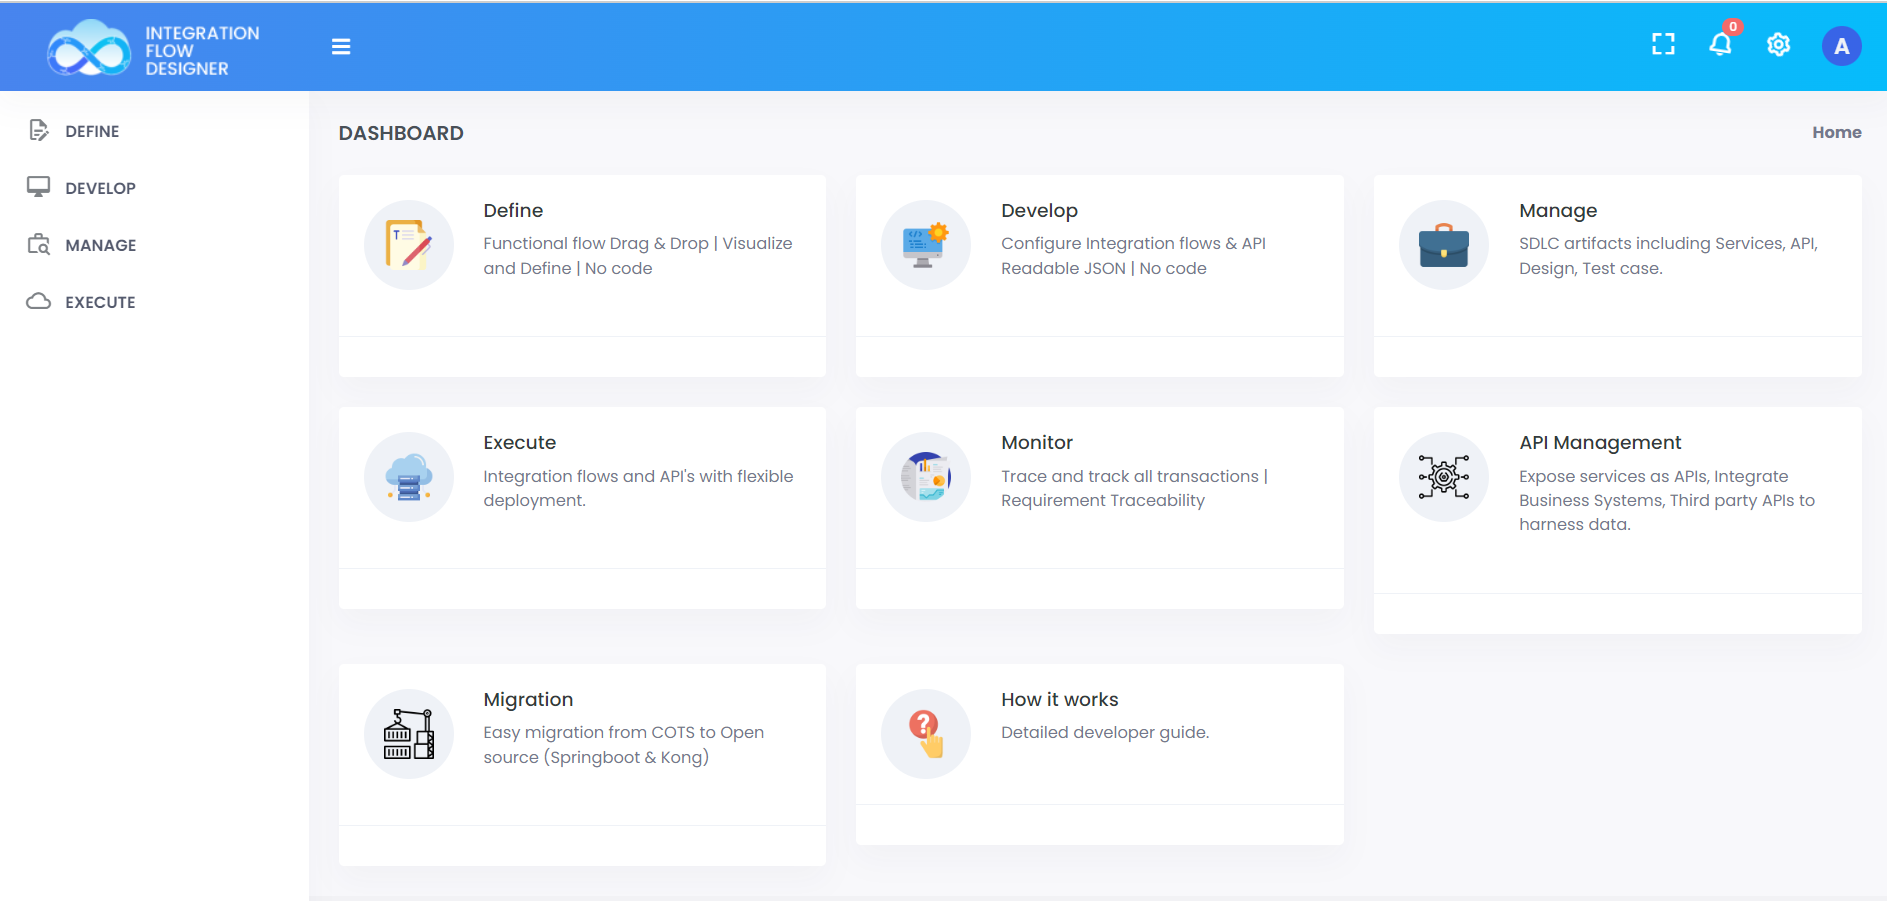 INTEGRATION
FLOW
DESIGNER
0
A
DEFINE
DEVELOP
MANAGE
EXECUTE
DASHBOARD
Home
Define
Functional flow Drag & Drop | Visualize
and Define | No code
Develop
Configure Integration flows & API
Readable JSON | No code
Manage
SDLC artifacts including Services, API,
Design, Test case.
Execute
Integration flows and API's with flexible
deployment.
Monitor
Trace and track all transactions |
Requirement Traceability
API Management
Expose services as APIs, Integrate
Business Systems, Third party APIs to
harness data.
Migration
Easy migration from COTS to Open
source (Springboot & Kong)
How it works
Detailed developer guide.